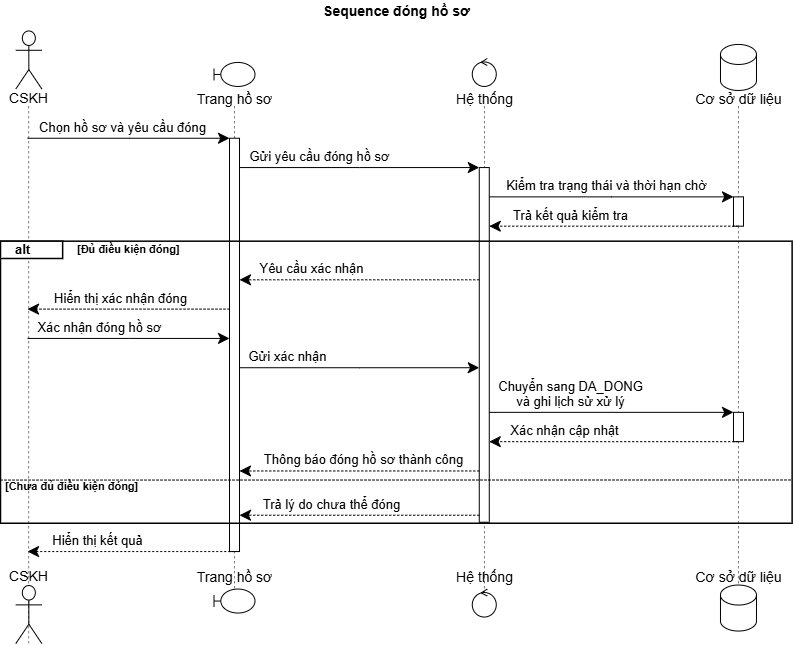 Sequence đóng hồ sơ
CSKH
Trang hồ sơ
Hệ thống
Cơ sở dữ liệu
Chọn hồ sơ và yêu cầu đóng
Gửi yêu cầu đóng hồ sơ
Kiểm tra trạng thái và thời hạn chờ
Trả kết quả kiểm tra
alt
[Đủ điều kiện đóng]
Yêu cầu xác nhận
Hiển thị xác nhận đóng
Xác nhận đóng hồ sơ
Gửi xác nhận
Chuyển sang DA_DONG
và ghi lịch sử xử lý
Xác nhận cập nhật
Thông báo đóng hồ sơ thành công
[Chưa đủ điều kiện đóng]
Trả lý do chưa thể đóng
Hiển thị kết quả
CSKH
Trang hồ sơ
Hệ thống
Cơ sở dữ liệu